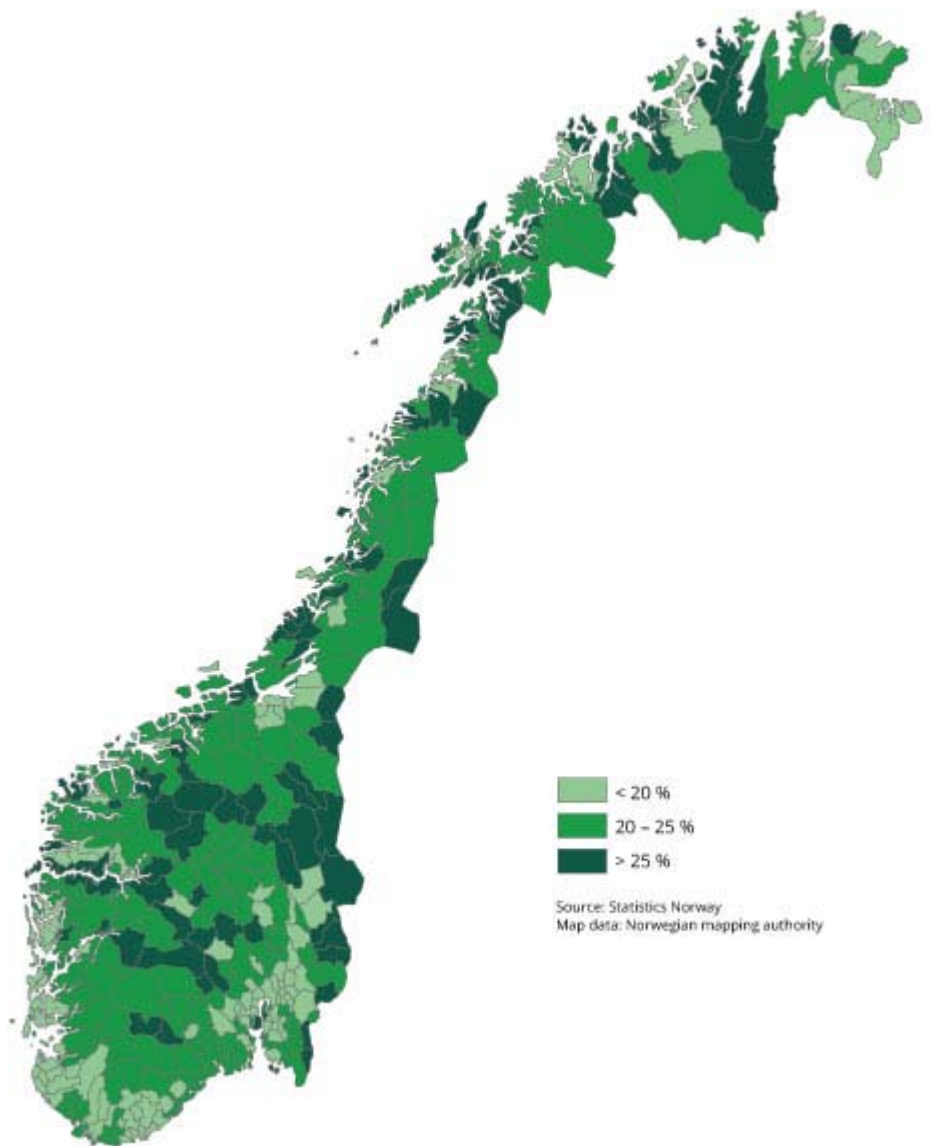 < 20 %
20 – 25 %
> 25 %
Source: Statistics Norway
Map data: Norwegian mapping authority